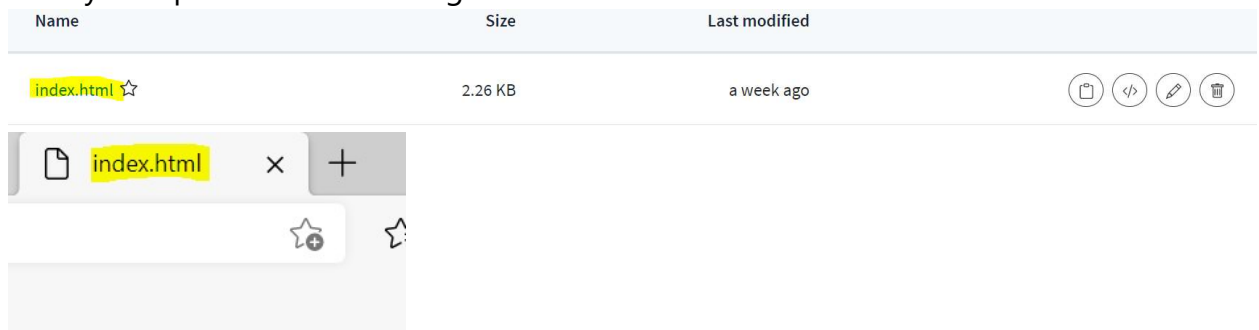 Name Size Last modified
index.html 2.26 KB a week ago
index.html